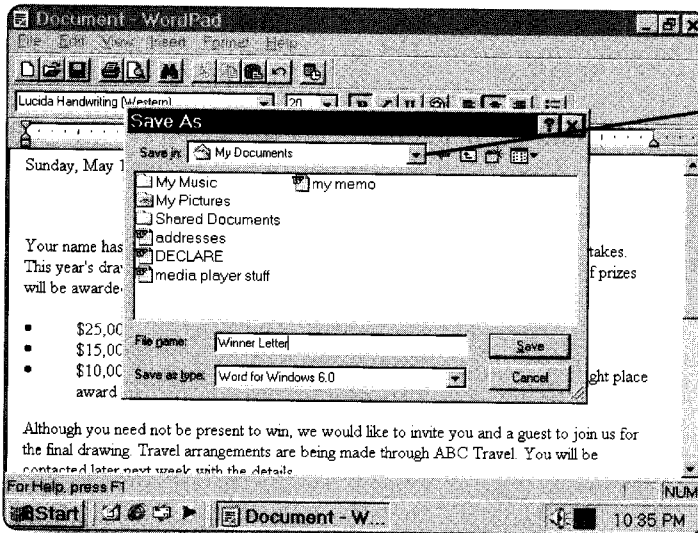 Document - WordPad
File Edit View Insert Format Help
Lucida Handwriting (Western) 20
Save As
Save in: My Documents
My Music my memo
My Pictures
Shared Documents
addresses
DECLARE
media player stuff
File name: Winner Letter Save
Save as type: Word for Windows 6.0 Cancel
Sunday, May 1
Your name has takes.
This year's dra f prizes
will be awarde
$25,00
$15,00
$10,00 ght place
award
Although you need not be present to win, we would like to invite you and a guest to join us for
the final drawing. Travel arrangements are being made through ABC Travel. You will be
contacted later next week with the details.
For Help, press F1 NUM
Start Document - W... 10:35 PM